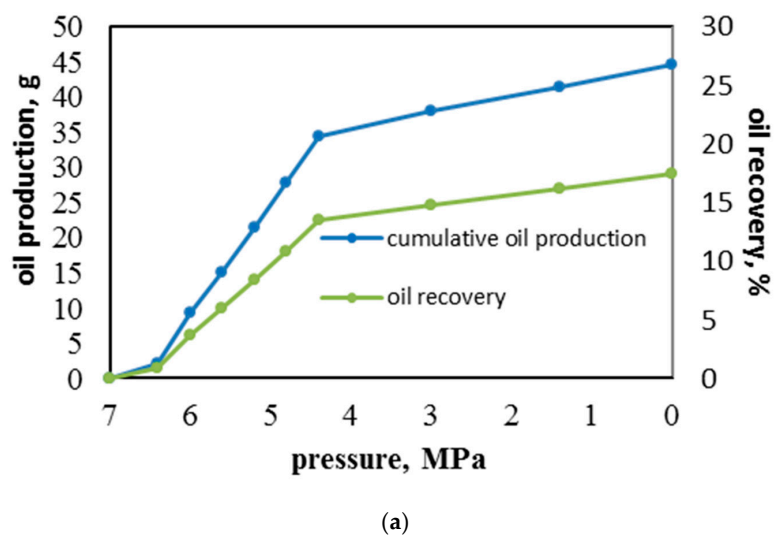 oil production, g
50
45
40
35
30
25
20
15
10
5
0
30
25
20
15
10
5
0
oil recovery, %
cumulative oil production
oil recovery
7 6 5 4 3 2 1 0
pressure, MPa
(a)